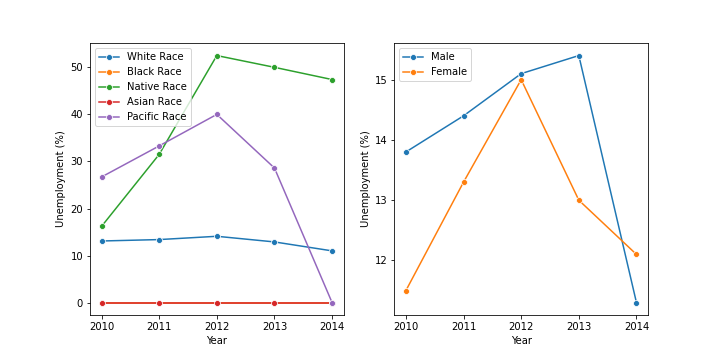 White Race
Black Race
Native Race
Asian Race
Pacific Race
50
40
30
20
10
0
Unemployment (%)
2010 2011 2012 2013 2014
Year
Male
Female
15
14
13
12
Unemployment (%)
2010 2011 2012 2013 2014
Year